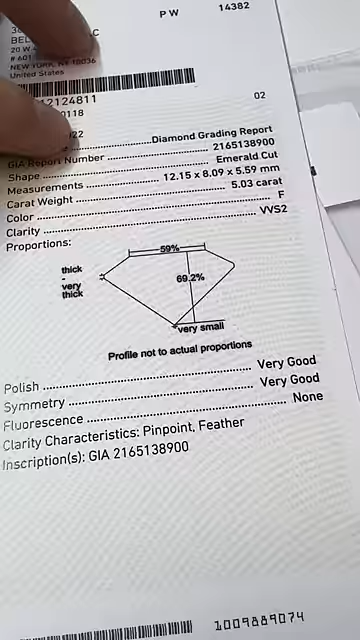 PW 14382
BEL
20 W
# 601
NEW YORK, NY 10036
United States
12124811
0118
02
22
Diamond Grading Report
GIA Report Number 2165138900
Shape Emerald Cut
Measurements 12.15 x 8.09 x 5.59 mm
Carat Weight 5.03 carat
Color F
Clarity VVS2
Proportions:
59%
thick
-
very
thick
69.2%
very small
Profile not to actual proportions
Polish Very Good
Symmetry Very Good
Fluorescence None
Clarity Characteristics: Pinpoint, Feather
Inscription(s): GIA 2165138900
1009889074